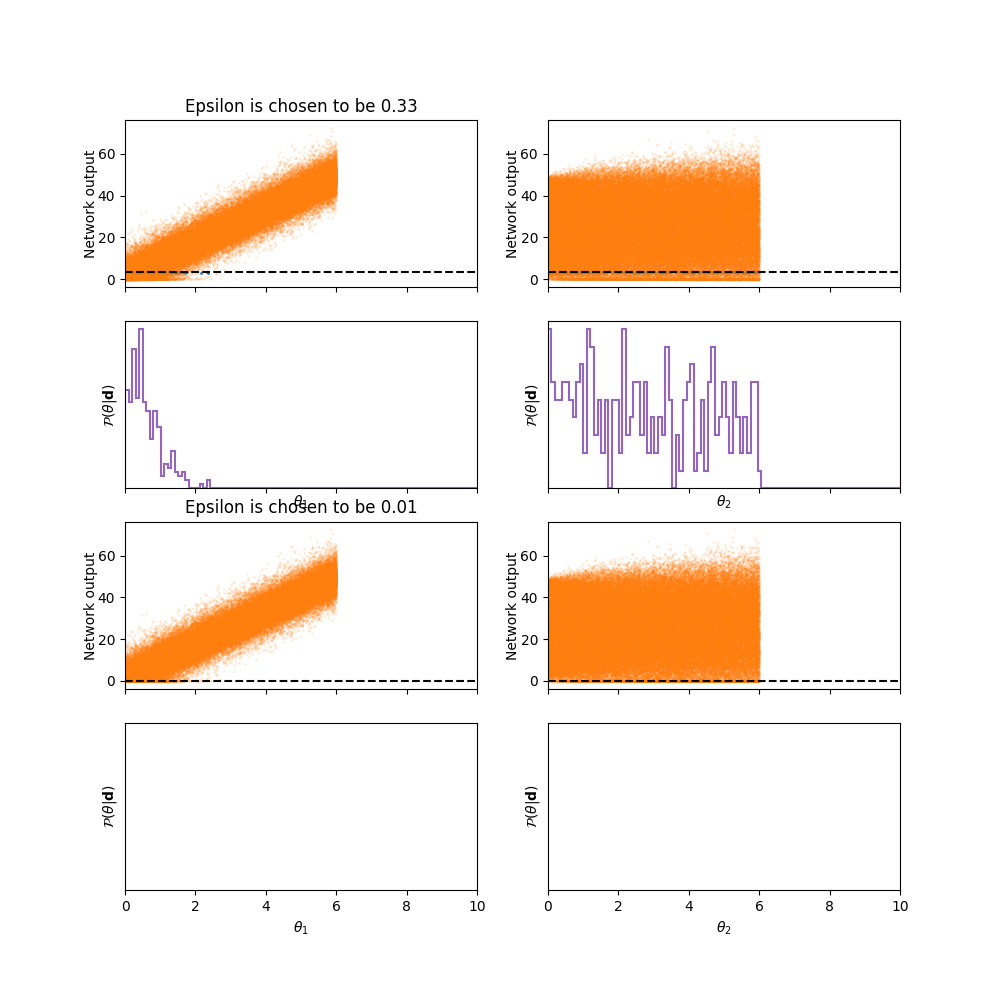 Epsilon is chosen to be 0.33
Network output
60
40
20
0
Network output
60
40
20
0
𝒫(θ|𝐝)
θ₁
𝒫(θ|𝐝)
θ₂
Epsilon is chosen to be 0.01
Network output
60
40
20
0
Network output
60
40
20
0
𝒫(θ|𝐝)
0 2 4 6 8 10
θ₁
𝒫(θ|𝐝)
0 2 4 6 8 10
θ₂